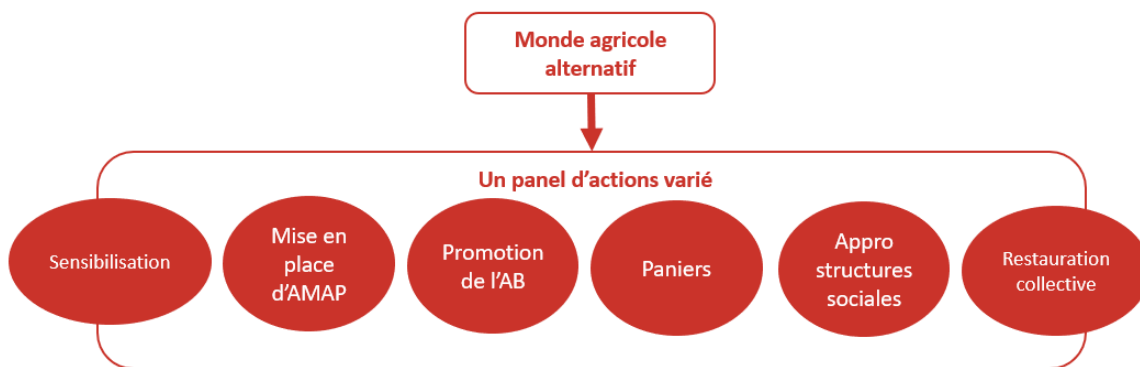 Monde agricole
alternatif
Un panel d’actions varié
Sensibilisation
Mise en
place
d’AMAP
Promotion
de l’AB
Paniers
Appro
structures
sociales
Restauration
collective